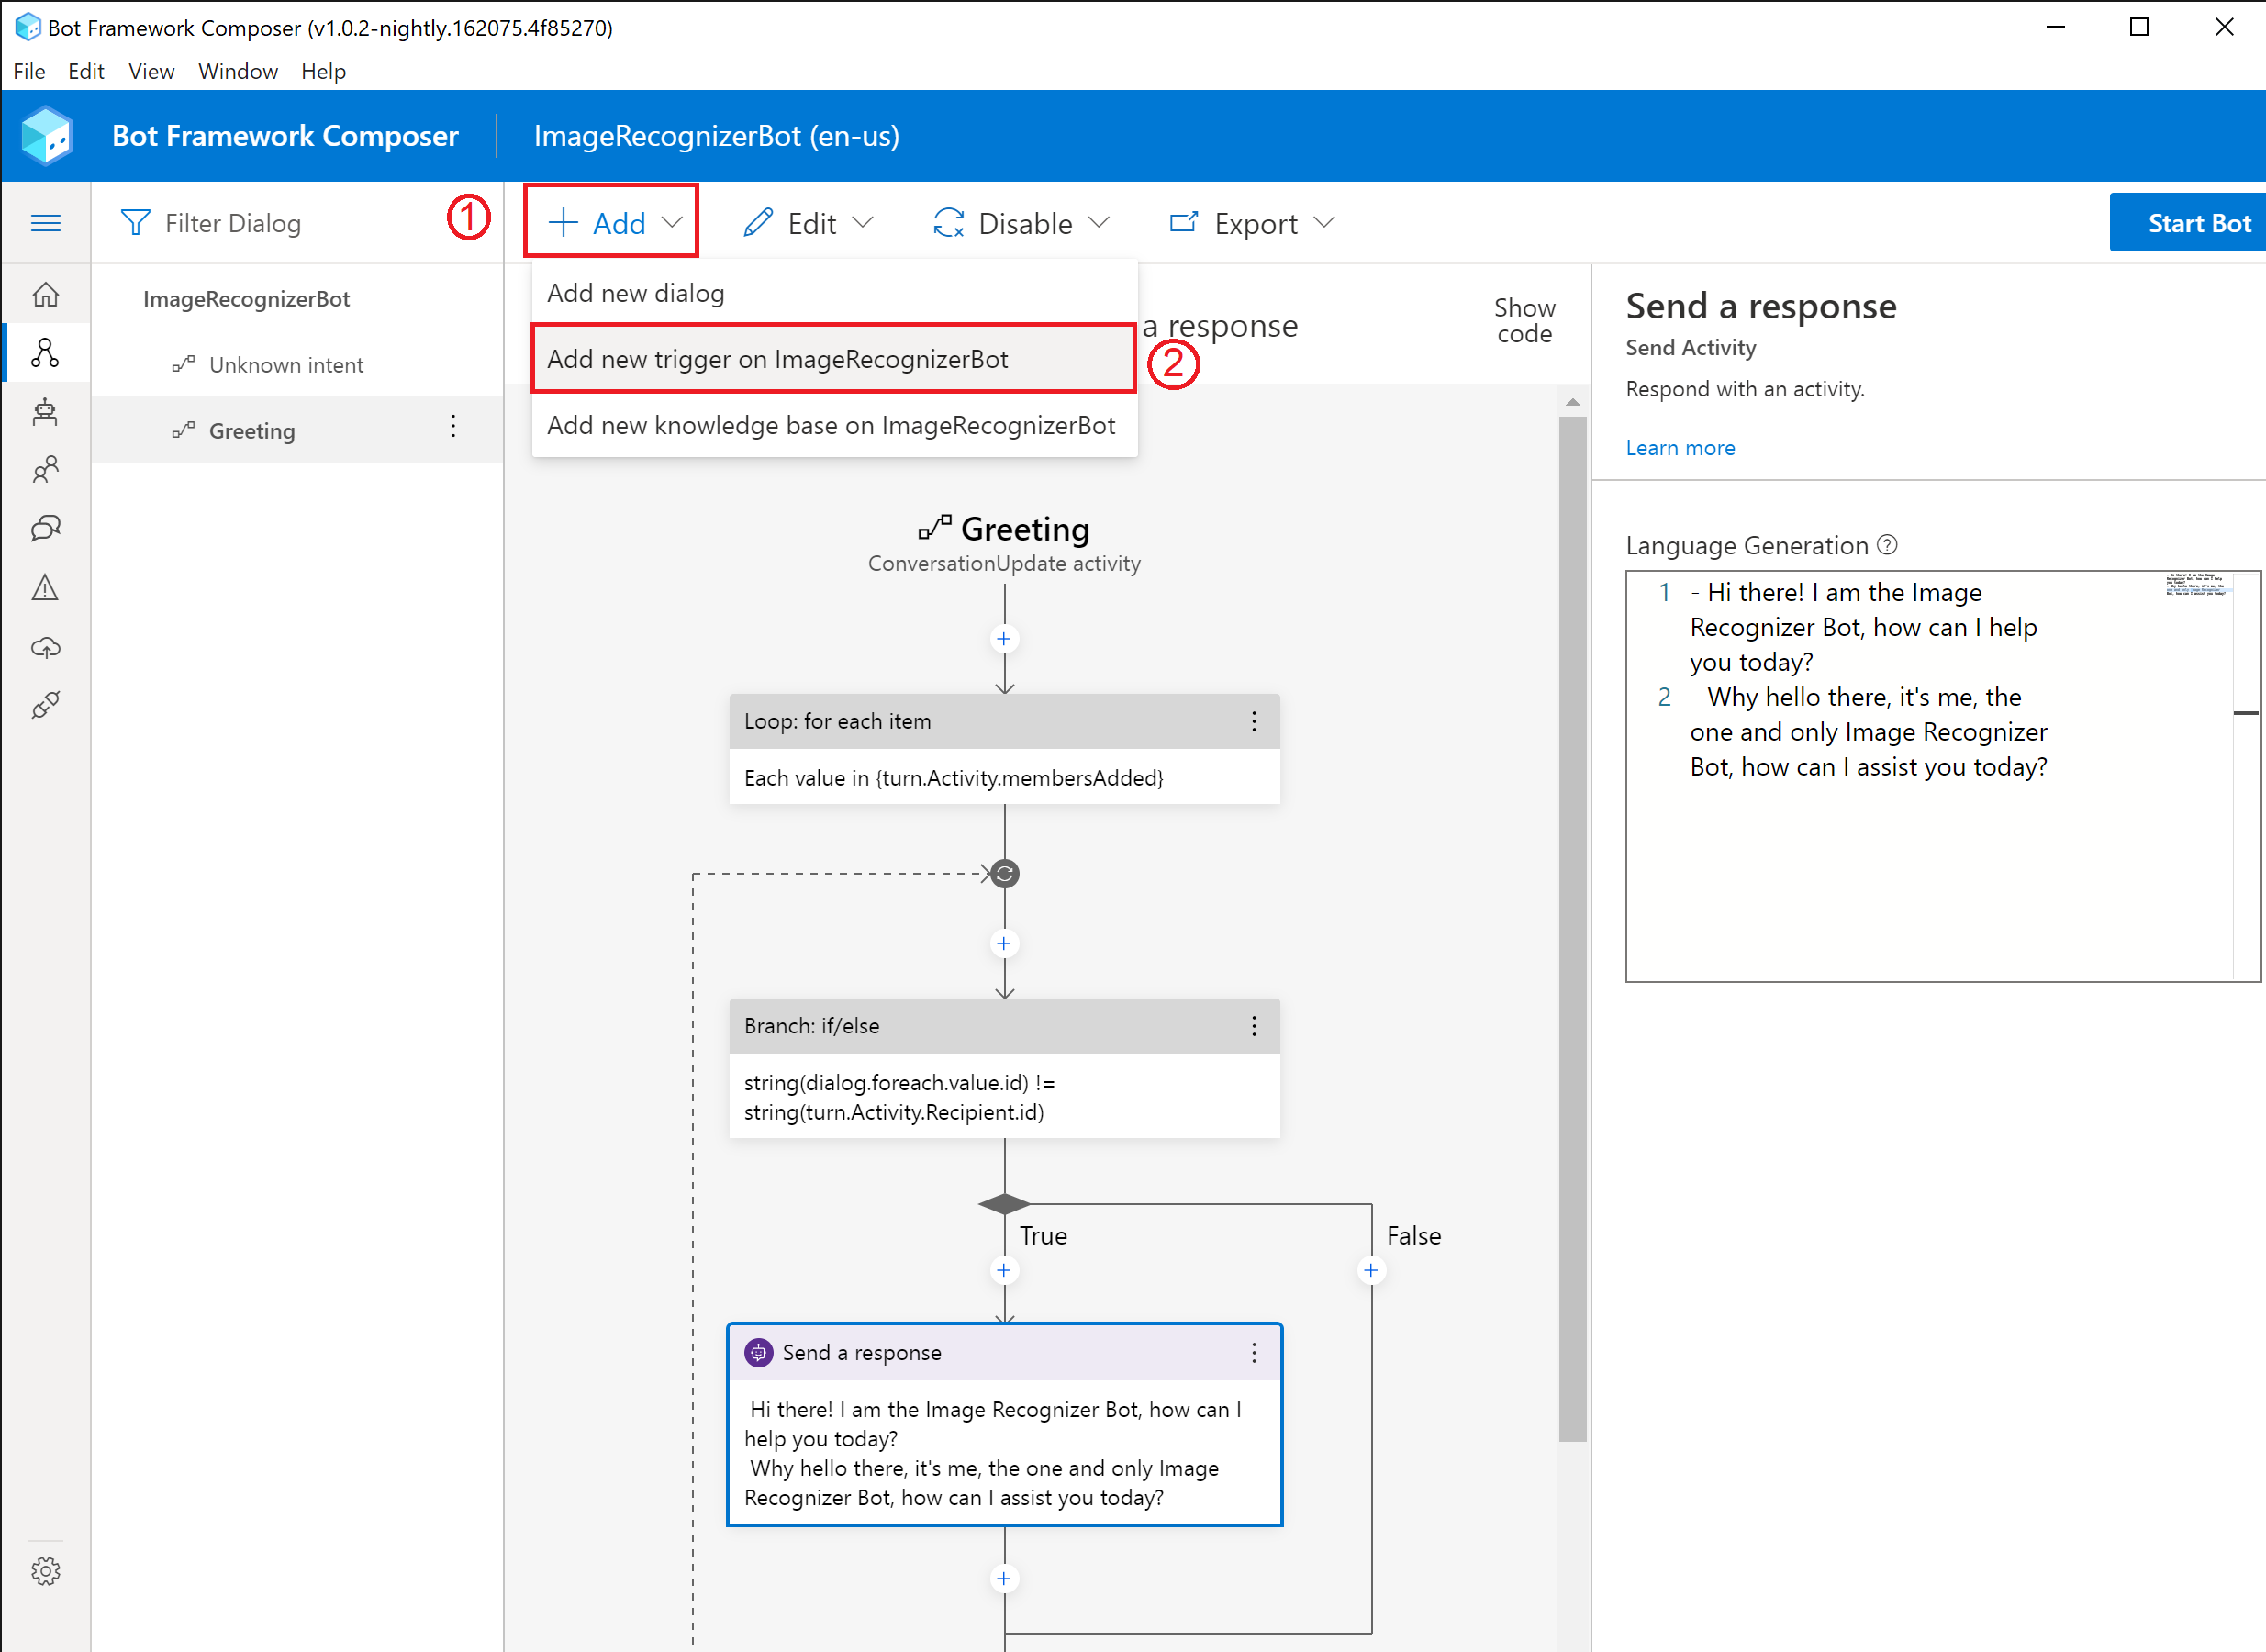 Bot Framework Composer (v1.0.2-nightly.162075.4f85270)
File Edit View Window Help
Bot Framework Composer ImageRecognizerBot (en-us)
Filter Dialog
1
Add
Edit
Disable
Export
Start Bot
ImageRecognizerBot
Unknown intent
Greeting
Add new dialog
Add new trigger on ImageRecognizerBot
2
Add new knowledge base on ImageRecognizerBot
a response
Show
code
Greeting
ConversationUpdate activity
Loop: for each item
Each value in {turn.Activity.membersAdded}
Branch: if/else
string(dialog.foreach.value.id) !=
string(turn.Activity.Recipient.id)
True
False
Send a response
Hi there! I am the Image Recognizer Bot, how can I
help you today?
Why hello there, it's me, the one and only Image
Recognizer Bot, how can I assist you today?
Send a response
Send Activity
Respond with an activity.
Learn more
Language Generation
1 - Hi there! I am the Image
Recognizer Bot, how can I help
you today?
2 - Why hello there, it's me, the
one and only Image Recognizer
Bot, how can I assist you today?